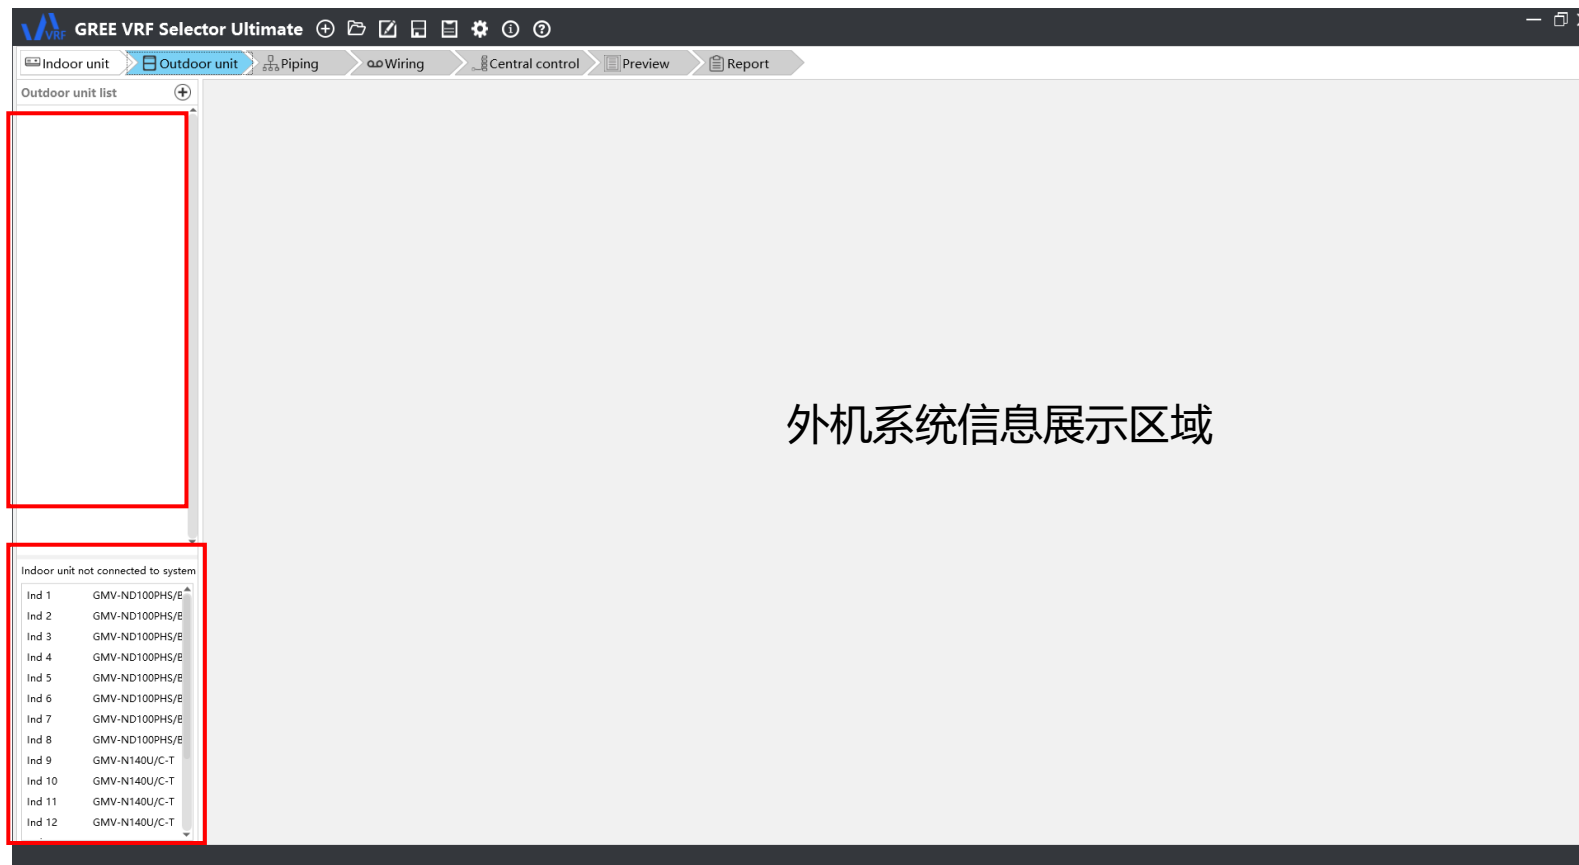 VRF GREE VRF Selector Ultimate
Indoor unit Outdoor unit Piping Wiring Central control Preview Report
Outdoor unit list
外机系统信息展示区域
Indoor unit not connected to system
Ind 1 GMV-ND100PHS/B
Ind 2 GMV-ND100PHS/B
Ind 3 GMV-ND100PHS/B
Ind 4 GMV-ND100PHS/B
Ind 5 GMV-ND100PHS/B
Ind 6 GMV-ND100PHS/B
Ind 7 GMV-ND100PHS/B
Ind 8 GMV-ND100PHS/B
Ind 9 GMV-N140U/C-T
Ind 10 GMV-N140U/C-T
Ind 11 GMV-N140U/C-T
Ind 12 GMV-N140U/C-T